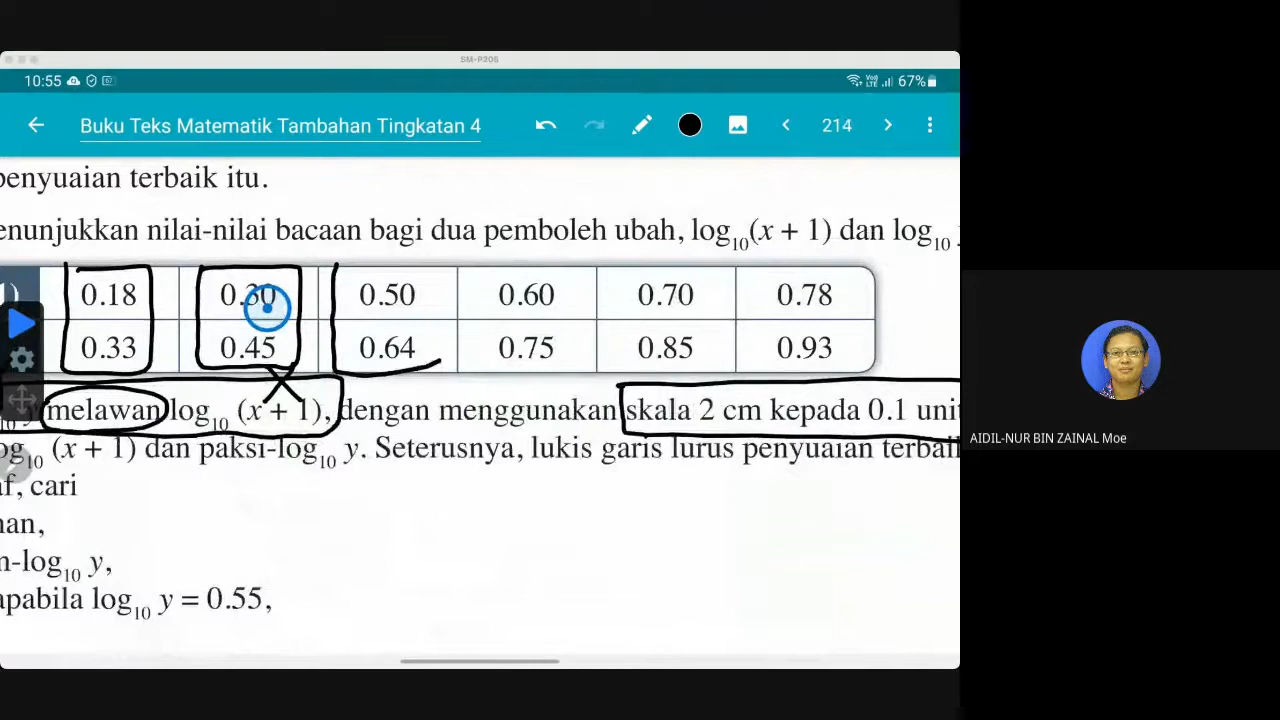 SM-P205
10:55 67%
Buku Teks Matematik Tambahan Tingkatan 4 214
penyuaian terbaik itu.
enunjukkan nilai-nilai bacaan bagi dua pemboleh ubah, log10(x + 1) dan log10
) 0.18 0.30 0.50 0.60 0.70 0.78
0.33 0.45 0.64 0.75 0.85 0.93
melawan log10 (x + 1), dengan menggunakan skala 2 cm kepada 0.1 unit
og10 (x + 1) dan paksi-log10 y. Seterusnya, lukis garis lurus penyuaian terbaik
af, cari
nan,
n-log10 y,
apabila log10 y = 0.55,
AIDIL-NUR BIN ZAINAL Moe